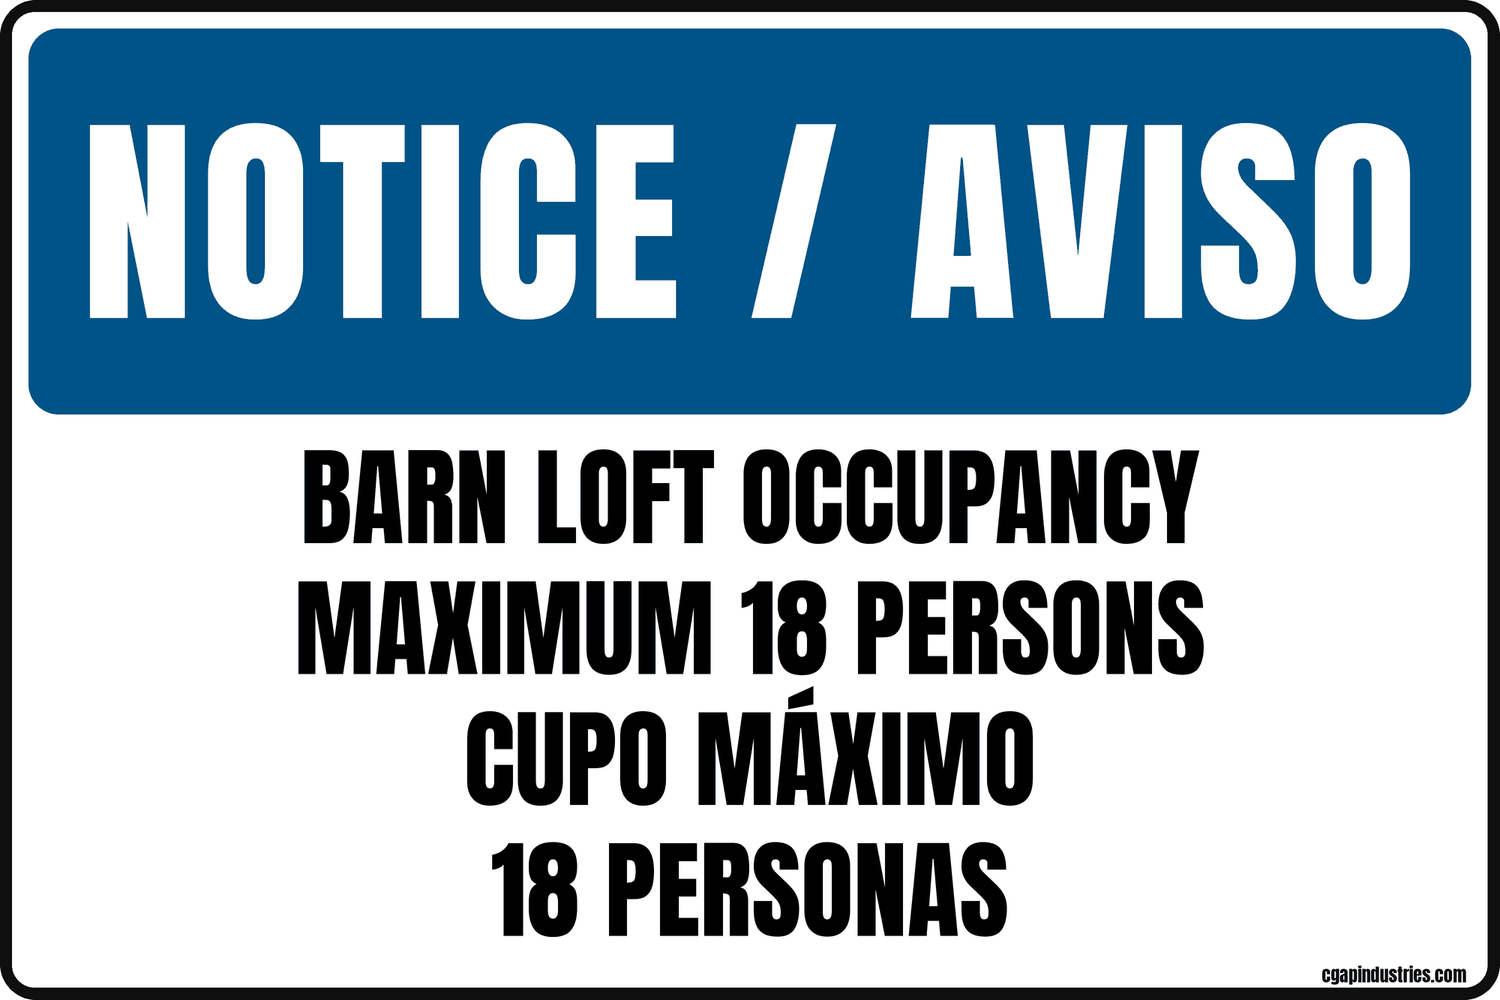 NOTICE / AVISO
BARN LOFT OCCUPANCY
MAXIMUM 18 PERSONS
CUPO MÁXIMO
18 PERSONAS
cgapindustries.com